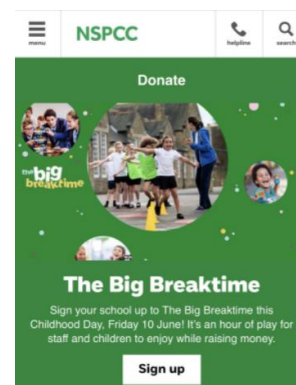 NSPCC
menu
helpline
search
Donate
the big
breaktime
The Big Breaktime
Sign your school up to The Big Breaktime this
Childhood Day, Friday 10 June! It's an hour of play for
staff and children to enjoy while raising money.
Sign up